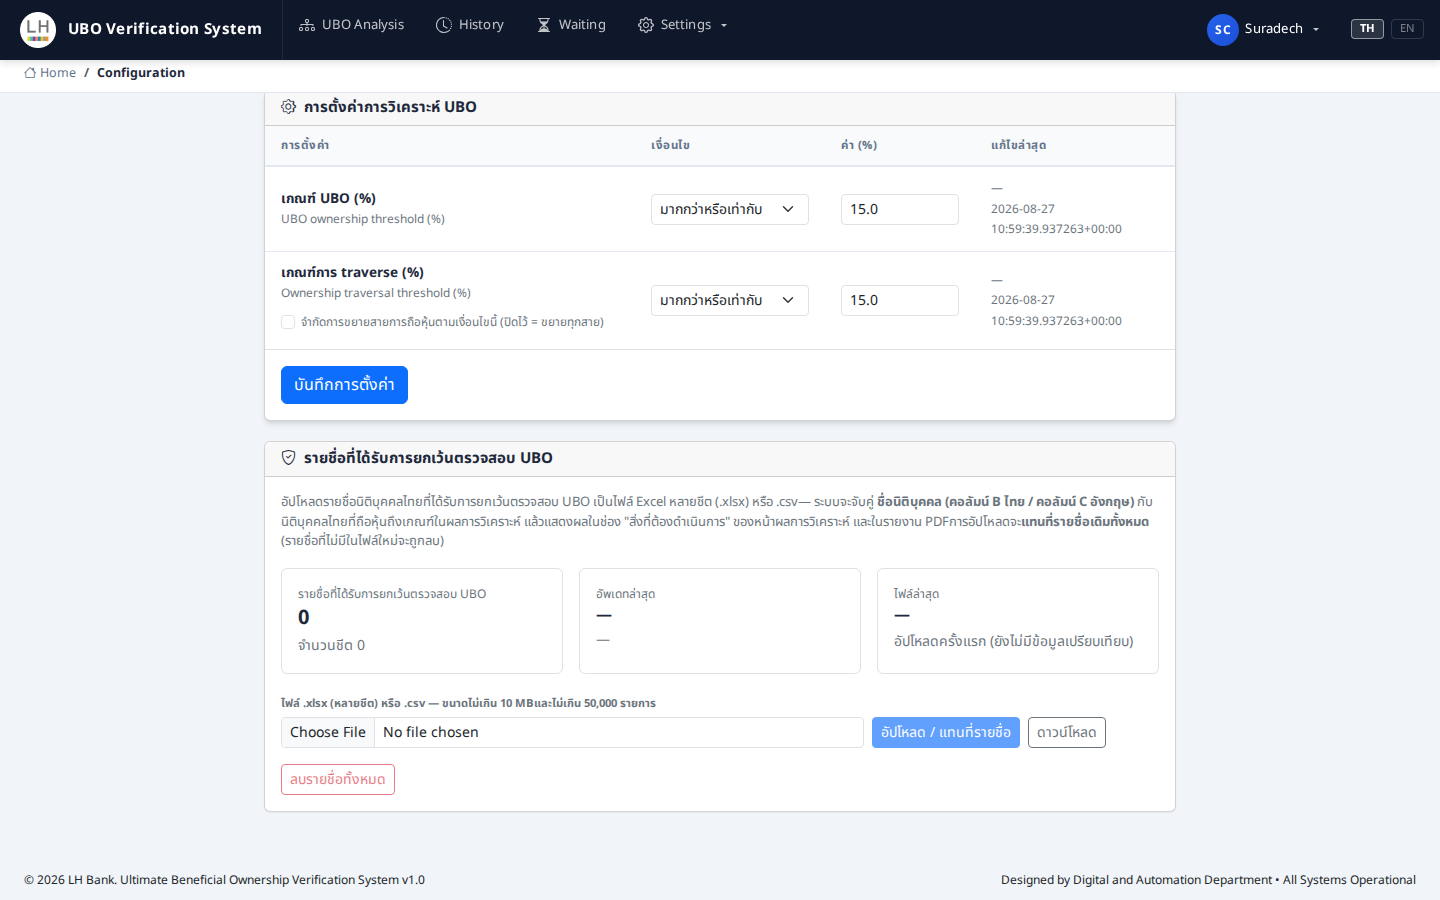 LH
UBO Verification System
UBO Analysis
History
Waiting
Settings
SC
Suradech
TH
EN
Home / Configuration
การตั้งค่าการวิเคราะห์ UBO
การตั้งค่า
เงื่อนไข
ค่า (%)
แก้ไขล่าสุด
เกณฑ์ UBO (%)
UBO ownership threshold (%)
มากกว่าหรือเท่ากับ
15.0
—
2026-08-27
10:59:39.937263+00:00
เกณฑ์การ traverse (%)
Ownership traversal threshold (%)
จำกัดการขยายสายการถือหุ้นตามเงื่อนไขนี้ (ปิดไว้ = ขยายทุกสาย)
มากกว่าหรือเท่ากับ
15.0
—
2026-08-27
10:59:39.937263+00:00
บันทึกการตั้งค่า
รายชื่อที่ได้รับการยกเว้นตรวจสอบ UBO
อัปโหลดรายชื่อนิติบุคคลไทยที่ได้รับการยกเว้นตรวจสอบ UBO เป็นไฟล์ Excel หลายชีต (.xlsx) หรือ .csv— ระบบจะจับคู่ ชื่อนิติบุคคล (คอลัมน์ B ไทย / คอลัมน์ C อังกฤษ) กับ
นิติบุคคลไทยที่ถือหุ้นถึงเกณฑ์ในผลการวิเคราะห์ แล้วแสดงผลในช่อง "สิ่งที่ต้องดำเนินการ" ของหน้าผลการวิเคราะห์ และในรายงาน PDFการอัปโหลดจะแทนที่รายชื่อเดิมทั้งหมด
(รายชื่อที่ไม่มีในไฟล์ใหม่จะถูกลบ)
รายชื่อที่ได้รับการยกเว้นตรวจสอบ UBO
0
จำนวนชีต 0
อัพเดทล่าสุด
—
—
ไฟล์ล่าสุด
—
อัปโหลดครั้งแรก (ยังไม่มีข้อมูลเปรียบเทียบ)
ไฟล์ .xlsx (หลายชีต) หรือ .csv — ขนาดไม่เกิน 10 MBและไม่เกิน 50,000 รายการ
Choose File No file chosen
อัปโหลด / แทนที่รายชื่อ
ดาวน์โหลด
ลบรายชื่อทั้งหมด
© 2026 LH Bank. Ultimate Beneficial Ownership Verification System v1.0
Designed by Digital and Automation Department • All Systems Operational